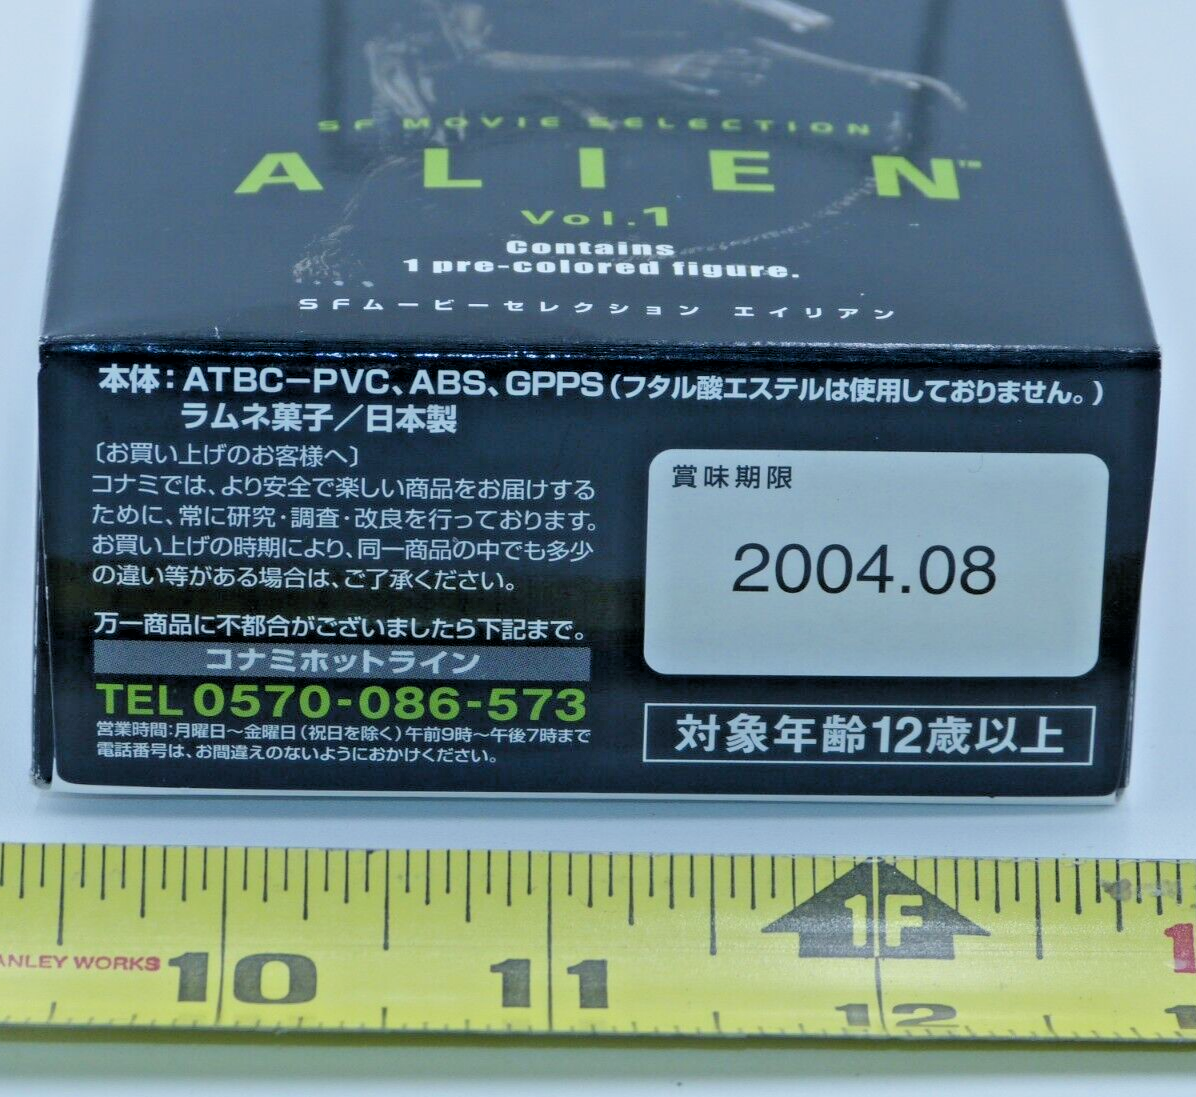 SF MOVIE SELECTION
ALIEN™
Vol.1
Contains
1 pre-colored figure.
SFムービーセレクション エイリアン
本体：ATBC−PVC、ABS、GPPS（フタル酸エステルは使用しておりません。）
ラムネ菓子／日本製
〔お買い上げのお客様へ〕
コナミでは、より安全で楽しい商品をお届けする
ために、常に研究・調査・改良を行っております。
お買い上げの時期により、同一商品の中でも多少
の違い等がある場合は、ご了承ください。
万一商品に不都合がございましたら下記まで。
コナミホットライン
TEL 0570-086-573
営業時間：月曜日〜金曜日（祝日を除く）午前9時〜午後7時まで
電話番号は、お間違えのないようにおかけください。
賞味期限
2004.08
対象年齢12歳以上
ANLEY WORKS
10
11
1F
12
1
1